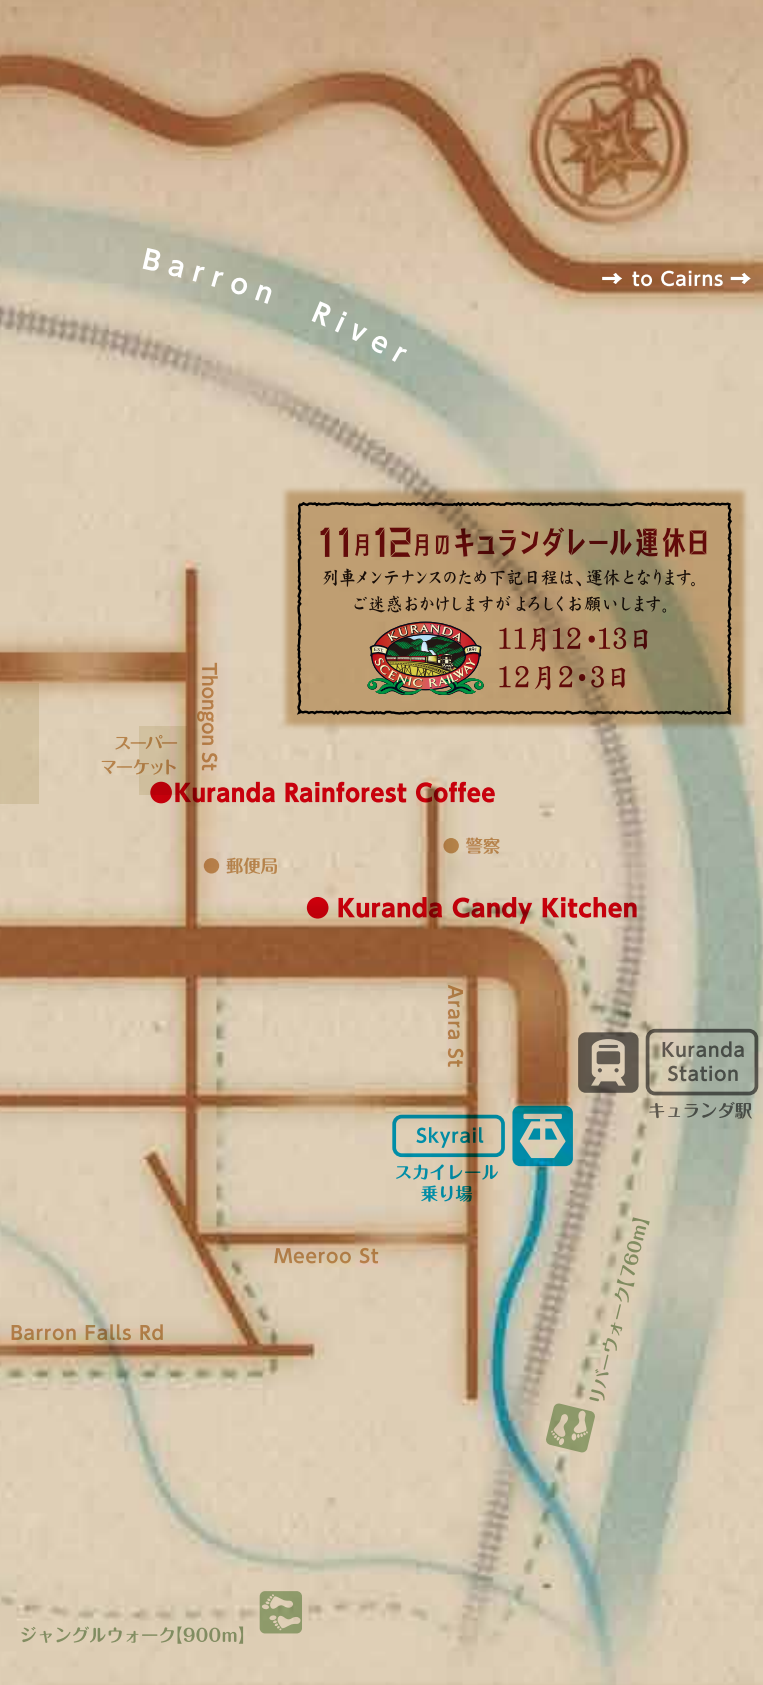 Barron River
→ to Cairns →
11月12月のキュランダレール運休日
列車メンテナンスのため下記日程は、運休となります。
ご迷惑おかけしますがよろしくお願いします。
KURANDA
SCENIC RAILWAY
EST
1891
11月12・13日
12月2・3日
Thongon St
スーパー
マーケット
●Kuranda Rainforest Coffee
● 警察
● 郵便局
● Kuranda Candy Kitchen
Arara St
Kuranda
Station
キュランダ駅
Skyrail
スカイレール
乗り場
Meeroo St
リバーウォーク【760m】
Barron Falls Rd
ジャングルウォーク【900m】